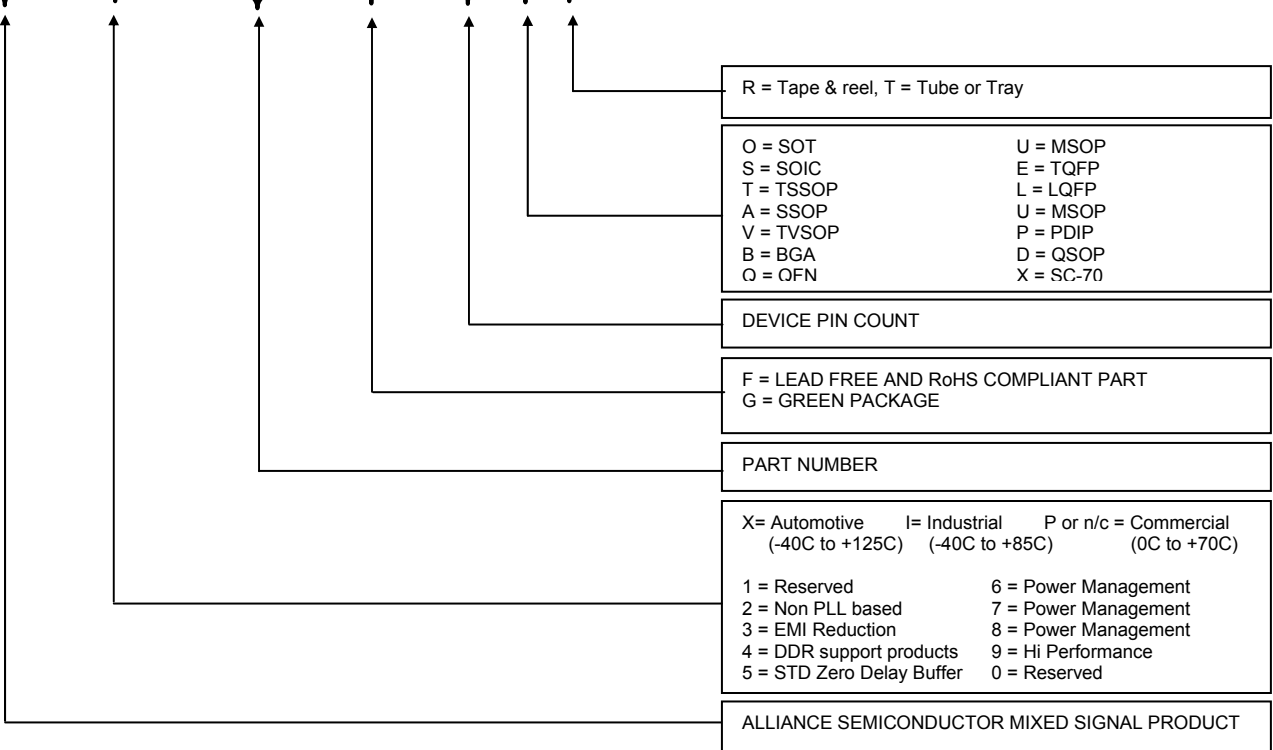 R = Tape & reel, T = Tube or Tray
O = SOT U = MSOP
S = SOIC E = TQFP
T = TSSOP L = LQFP
A = SSOP U = MSOP
V = TVSOP P = PDIP
B = BGA D = QSOP
Q = QFN X = SC-70
DEVICE PIN COUNT
F = LEAD FREE AND RoHS COMPLIANT PART
G = GREEN PACKAGE
PART NUMBER
X= Automotive I= Industrial P or n/c = Commercial
(-40C to +125C) (-40C to +85C) (0C to +70C)
1 = Reserved 6 = Power Management
2 = Non PLL based 7 = Power Management
3 = EMI Reduction 8 = Power Management
4 = DDR support products 9 = Hi Performance
5 = STD Zero Delay Buffer 0 = Reserved
ALLIANCE SEMICONDUCTOR MIXED SIGNAL PRODUCT